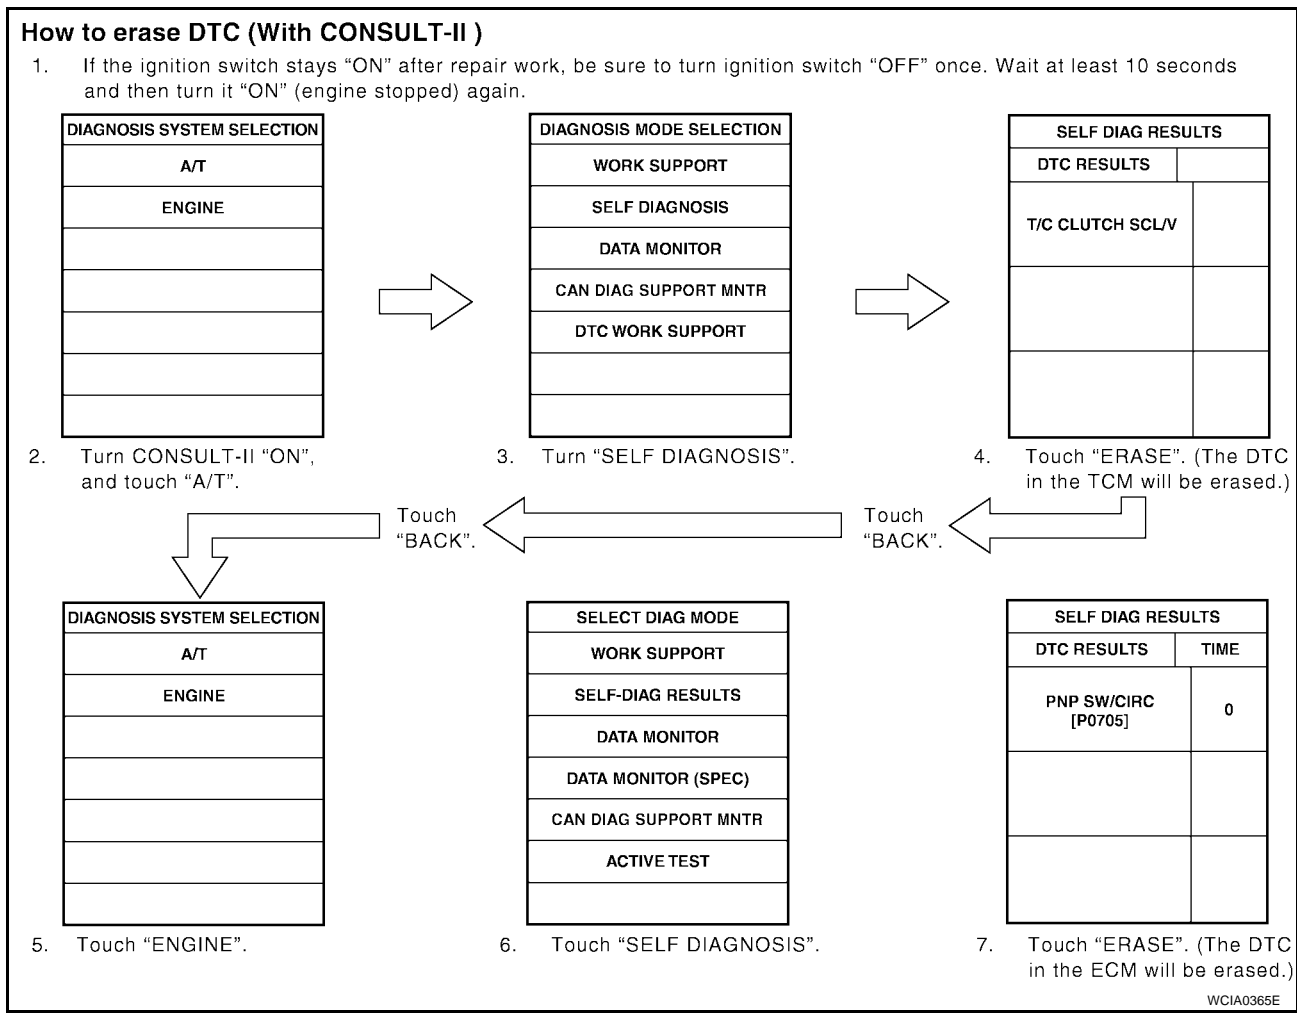 How to erase DTC (With CONSULT-II )
1. If the ignition switch stays “ON” after repair work, be sure to turn ignition switch “OFF” once. Wait at least 10 seconds
and then turn it “ON” (engine stopped) again.
DIAGNOSIS SYSTEM SELECTION
A/T
ENGINE
DIAGNOSIS MODE SELECTION
WORK SUPPORT
SELF DIAGNOSIS
DATA MONITOR
CAN DIAG SUPPORT MNTR
DTC WORK SUPPORT
SELF DIAG RESULTS
DTC RESULTS
T/C CLUTCH SCL/V
2. Turn CONSULT-II “ON”,
and touch “A/T”.
3. Turn “SELF DIAGNOSIS”.
4. Touch “ERASE”. (The DTC
in the TCM will be erased.)
Touch
“BACK”.
Touch
“BACK”.
DIAGNOSIS SYSTEM SELECTION
A/T
ENGINE
SELECT DIAG MODE
WORK SUPPORT
SELF-DIAG RESULTS
DATA MONITOR
DATA MONITOR (SPEC)
CAN DIAG SUPPORT MNTR
ACTIVE TEST
SELF DIAG RESULTS
DTC RESULTS TIME
PNP SW/CIRC
[P0705]
0
5. Touch “ENGINE”.
6. Touch “SELF DIAGNOSIS”.
7. Touch “ERASE”. (The DTC
in the ECM will be erased.)
WCIA0365E